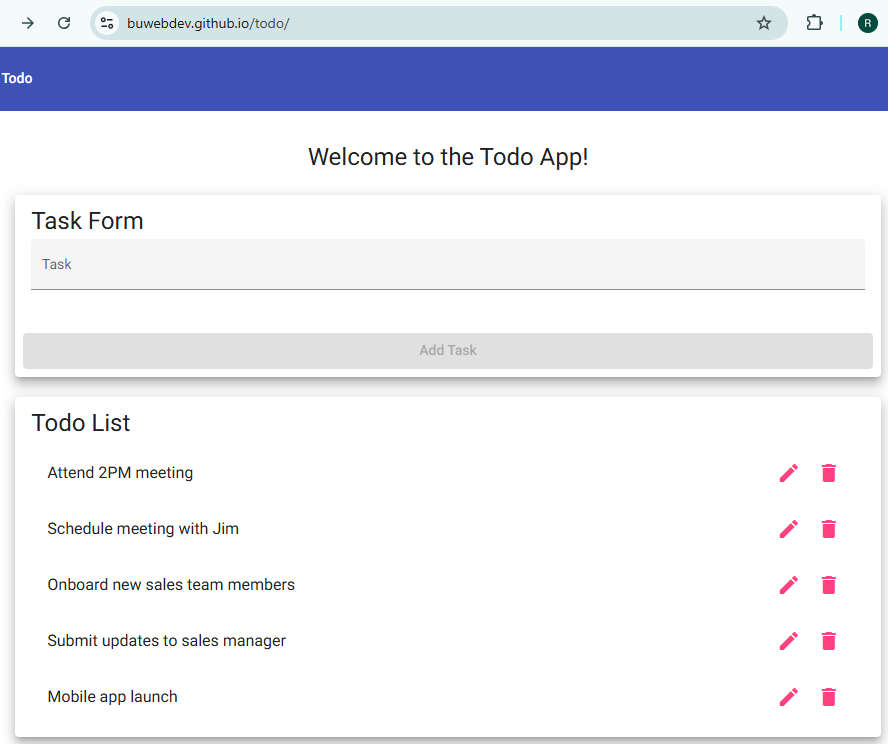 buwebdev.github.io/todo/
R
Todo
Welcome to the Todo App!
Task Form
Task
Add Task
Todo List
Attend 2PM meeting
Schedule meeting with Jim
Onboard new sales team members
Submit updates to sales manager
Mobile app launch